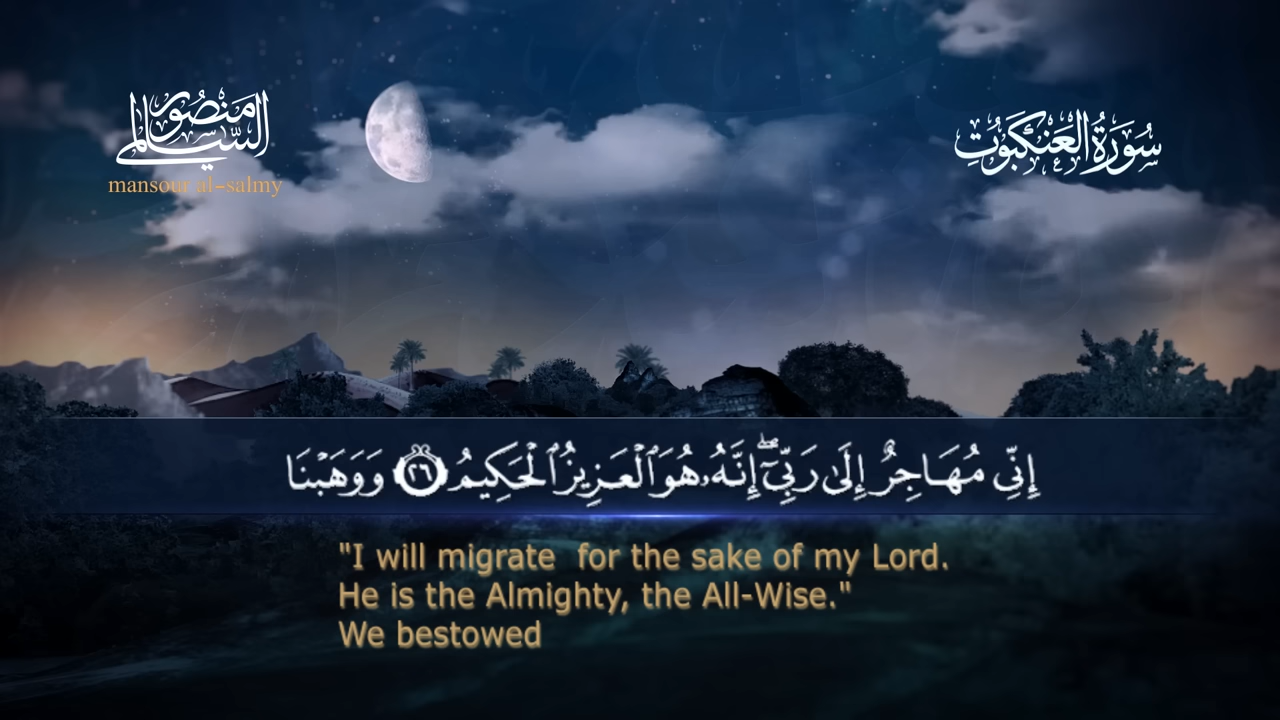 منصور السالمي
mansour al-salmy
سُورَةُ العَنكَبُوتِ
إِنِّي مُهَاجِرٌ إِلَىٰ رَبِّيٓ ۖ إِنَّهُۥ هُوَ ٱلْعَزِيزُ ٱلْحَكِيمُ ٢٦ وَوَهَبْنَا
"I will migrate  for the sake of my Lord.
He is the Almighty, the All-Wise."
We bestowed